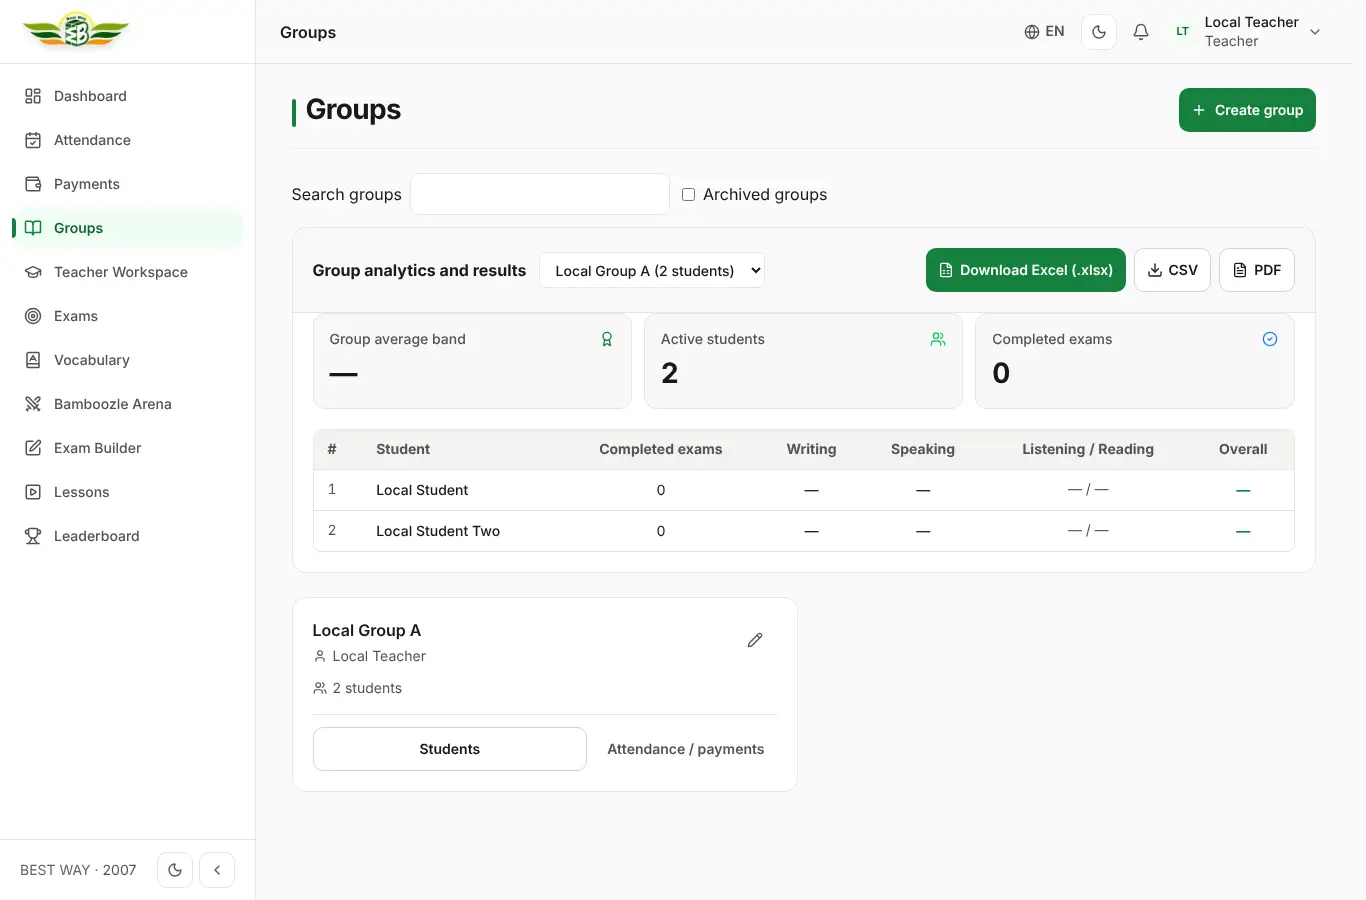 Groups
EN
LT
Local Teacher
Teacher
Dashboard
Attendance
Payments
Groups
Teacher Workspace
Exams
Vocabulary
Bamboozle Arena
Exam Builder
Lessons
Leaderboard
BEST WAY · 2007
Groups
+ Create group
Search groups
Archived groups
Group analytics and results
Local Group A (2 students)
Download Excel (.xlsx)
CSV
PDF
Group average band
—
Active students
2
Completed exams
0
# Student Completed exams Writing Speaking Listening / Reading Overall
1 Local Student 0 — — — / — —
2 Local Student Two 0 — — — / — —
Local Group A
Local Teacher
2 students
Students
Attendance / payments